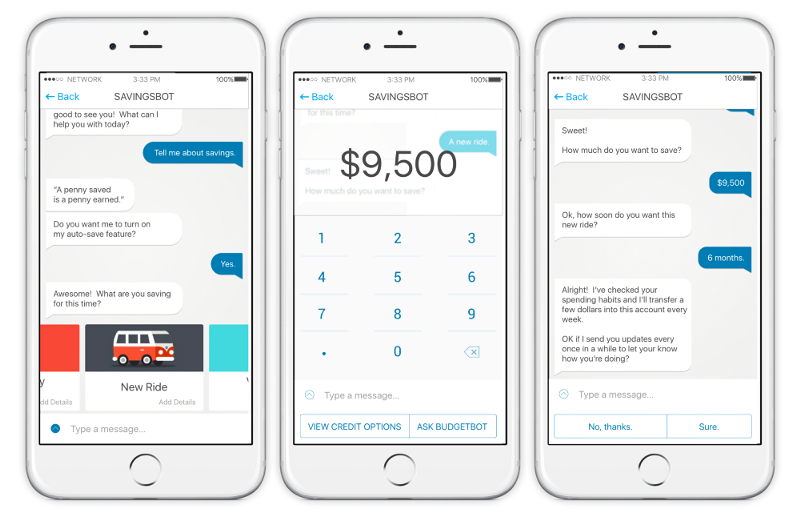 NETWORK 3:33 PM 100%
Back SAVINGSBOT
good to see you! What can I
help you with today?
Tell me about savings.
“A penny saved
is a penny earned.”
Do you want me to turn on
my auto-save feature?
Yes.
Awesome! What are you saving
for this time?
y
New Ride
add Details
Add Details
Type a message...
NETWORK 3:33 PM 100%
Back SAVINGSBOT
for this time?
A new ride.
Sweet!
$9,500
How much do you want to save?
1 2 3
4 5 6
7 8 9
. 0
Type a message...
VIEW CREDIT OPTIONS ASK BUDGETBOT
NETWORK 3:33 PM 100%
Back SAVINGSBOT
Sweet!
How much do you want to save?
$9,500
Ok, how soon do you want this
new ride?
6 months.
Alright! I've checked your
spending habits and I'll transfer a
few dollars into this account every
week.
OK if I send you updates every
once in a while to let your know
how you're doing?
Type a message...
No, thanks. Sure.